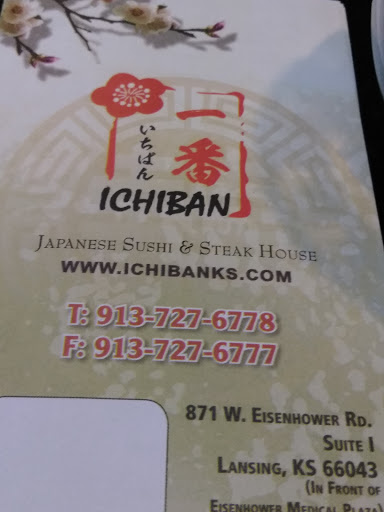 一番
いちばん
ICHIBAN
JAPANESE SUSHI & STEAK HOUSE
WWW.ICHIBANKS.COM
T: 913-727-6778
F: 913-727-6777
871 W. EISENHOWER RD.
SUITE I
LANSING, KS 66043
(IN FRONT OF
EISENHOWER MEDICAL PLAZA)